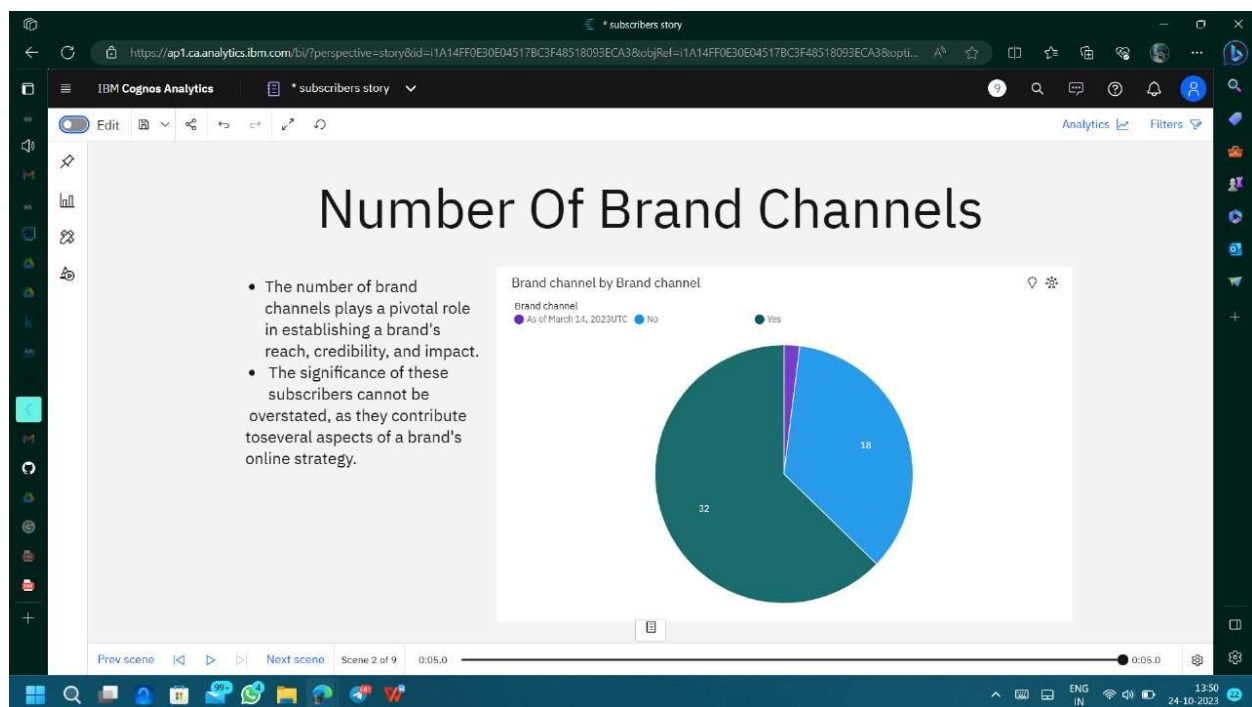 * subscribers story
https://ap1.ca.analytics.ibm.com/bi/?perspective=story&id=i1A14FF0E30E04517BC3F48518093ECA3&objRef=i1A14FF0E30E04517BC3F48518093ECA3&opti...
IBM Cognos Analytics
* subscribers story
9
Edit
Analytics
Filters
Number Of Brand Channels
• The number of brand
channels plays a pivotal role
in establishing a brand's
reach, credibility, and impact.
• The significance of these
subscribers cannot be
overstated, as they contribute
toseveral aspects of a brand's
online strategy.
Brand channel by Brand channel
Brand channel
As of March 14, 2023UTC
No
Yes
18
32
Prev scene
Next scene
Scene 2 of 9
0:05.0
0:05.0
99+
ENG
IN
13:50
24-10-2023
22